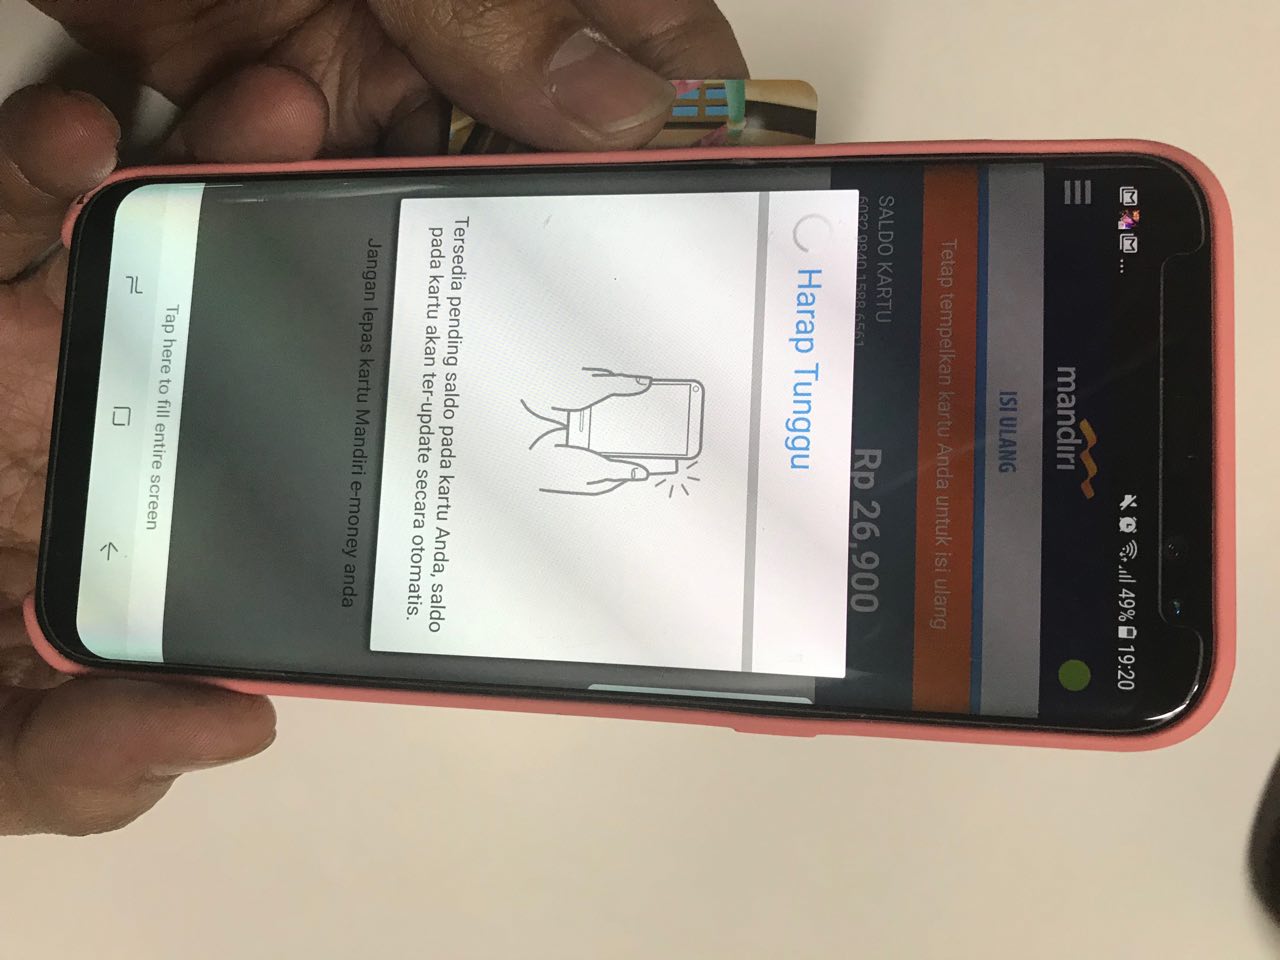 49% 19:20
mandiri
ISI ULANG
Tetap tempelkan kartu Anda untuk isi ulang
SALDO KARTU
6032 9840 1588 6561
Rp 26,900
Harap Tunggu
Tersedia pending saldo pada kartu Anda, saldo
pada kartu akan ter-update secara otomatis.
Jangan lepas kartu Mandiri e-money anda
Tap here to fill entire screen